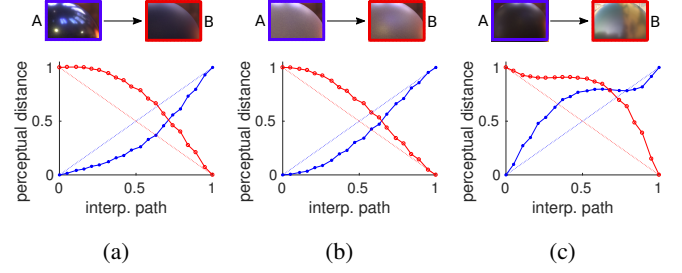 A B
1
0.5
0
0 0.5 1
perceptual distance
interp. path
(a)
A B
1
0.5
0
0 0.5 1
perceptual distance
interp. path
(b)
A B
1
0.5
0
0 0.5 1
perceptual distance
interp. path
(c)